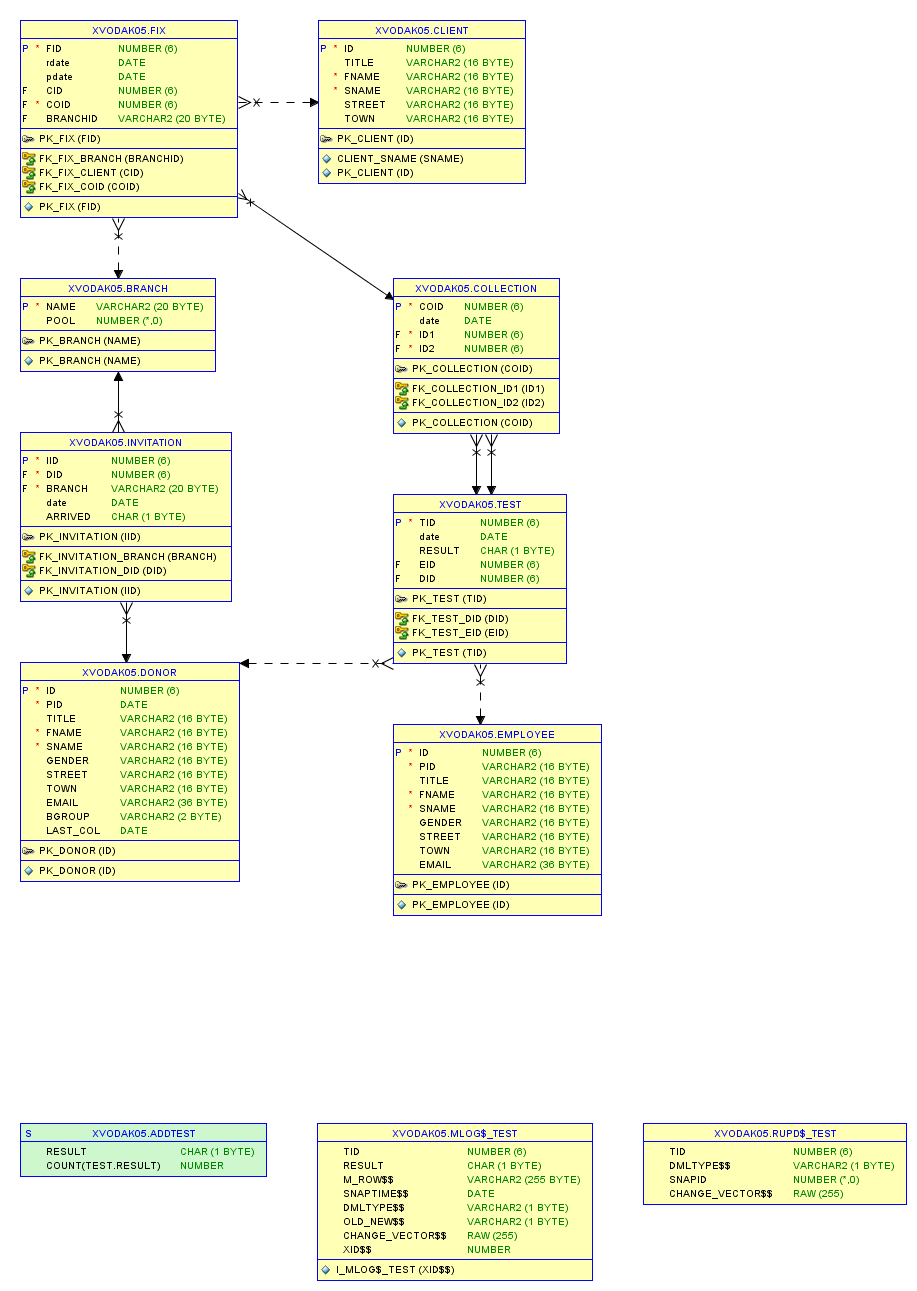 XVODAK05.FIX
P * FID NUMBER (6)
rdate DATE
pdate DATE
F CID NUMBER (6)
F * COID NUMBER (6)
F BRANCHID VARCHAR2 (20 BYTE)
PK_FIX (FID)
FK_FIX_BRANCH (BRANCHID)
FK_FIX_CLIENT (CID)
FK_FIX_COID (COID)
PK_FIX (FID)
XVODAK05.CLIENT
P * ID NUMBER (6)
TITLE VARCHAR2 (16 BYTE)
* FNAME VARCHAR2 (16 BYTE)
* SNAME VARCHAR2 (16 BYTE)
STREET VARCHAR2 (16 BYTE)
TOWN VARCHAR2 (16 BYTE)
PK_CLIENT (ID)
CLIENT_SNAME (SNAME)
PK_CLIENT (ID)
XVODAK05.BRANCH
P * NAME VARCHAR2 (20 BYTE)
POOL NUMBER (*,0)
PK_BRANCH (NAME)
PK_BRANCH (NAME)
XVODAK05.COLLECTION
P * COID NUMBER (6)
date DATE
F * ID1 NUMBER (6)
F * ID2 NUMBER (6)
PK_COLLECTION (COID)
FK_COLLECTION_ID1 (ID1)
FK_COLLECTION_ID2 (ID2)
PK_COLLECTION (COID)
XVODAK05.INVITATION
P * IID NUMBER (6)
F * DID NUMBER (6)
F * BRANCH VARCHAR2 (20 BYTE)
date DATE
ARRIVED CHAR (1 BYTE)
PK_INVITATION (IID)
FK_INVITATION_BRANCH (BRANCH)
FK_INVITATION_DID (DID)
PK_INVITATION (IID)
XVODAK05.TEST
P * TID NUMBER (6)
date DATE
RESULT CHAR (1 BYTE)
F EID NUMBER (6)
F DID NUMBER (6)
PK_TEST (TID)
FK_TEST_DID (DID)
FK_TEST_EID (EID)
PK_TEST (TID)
XVODAK05.DONOR
P * ID NUMBER (6)
* PID DATE
TITLE VARCHAR2 (16 BYTE)
* FNAME VARCHAR2 (16 BYTE)
* SNAME VARCHAR2 (16 BYTE)
GENDER VARCHAR2 (16 BYTE)
STREET VARCHAR2 (16 BYTE)
TOWN VARCHAR2 (16 BYTE)
EMAIL VARCHAR2 (36 BYTE)
BGROUP VARCHAR2 (2 BYTE)
LAST_COL DATE
PK_DONOR (ID)
PK_DONOR (ID)
XVODAK05.EMPLOYEE
P * ID NUMBER (6)
* PID VARCHAR2 (16 BYTE)
TITLE VARCHAR2 (16 BYTE)
* FNAME VARCHAR2 (16 BYTE)
* SNAME VARCHAR2 (16 BYTE)
GENDER VARCHAR2 (16 BYTE)
STREET VARCHAR2 (16 BYTE)
TOWN VARCHAR2 (16 BYTE)
EMAIL VARCHAR2 (36 BYTE)
PK_EMPLOYEE (ID)
PK_EMPLOYEE (ID)
S XVODAK05.ADDTEST
RESULT CHAR (1 BYTE)
COUNT(TEST.RESULT) NUMBER
XVODAK05.MLOG$_TEST
TID NUMBER (6)
RESULT CHAR (1 BYTE)
M_ROW$$ VARCHAR2 (255 BYTE)
SNAPTIME$$ DATE
DMLTYPE$$ VARCHAR2 (1 BYTE)
OLD_NEW$$ VARCHAR2 (1 BYTE)
CHANGE_VECTOR$$ RAW (255)
XID$$ NUMBER
I_MLOG$_TEST (XID$$)
XVODAK05.RUPD$_TEST
TID NUMBER (6)
DMLTYPE$$ VARCHAR2 (1 BYTE)
SNAPID NUMBER (*,0)
CHANGE_VECTOR$$ RAW (255)